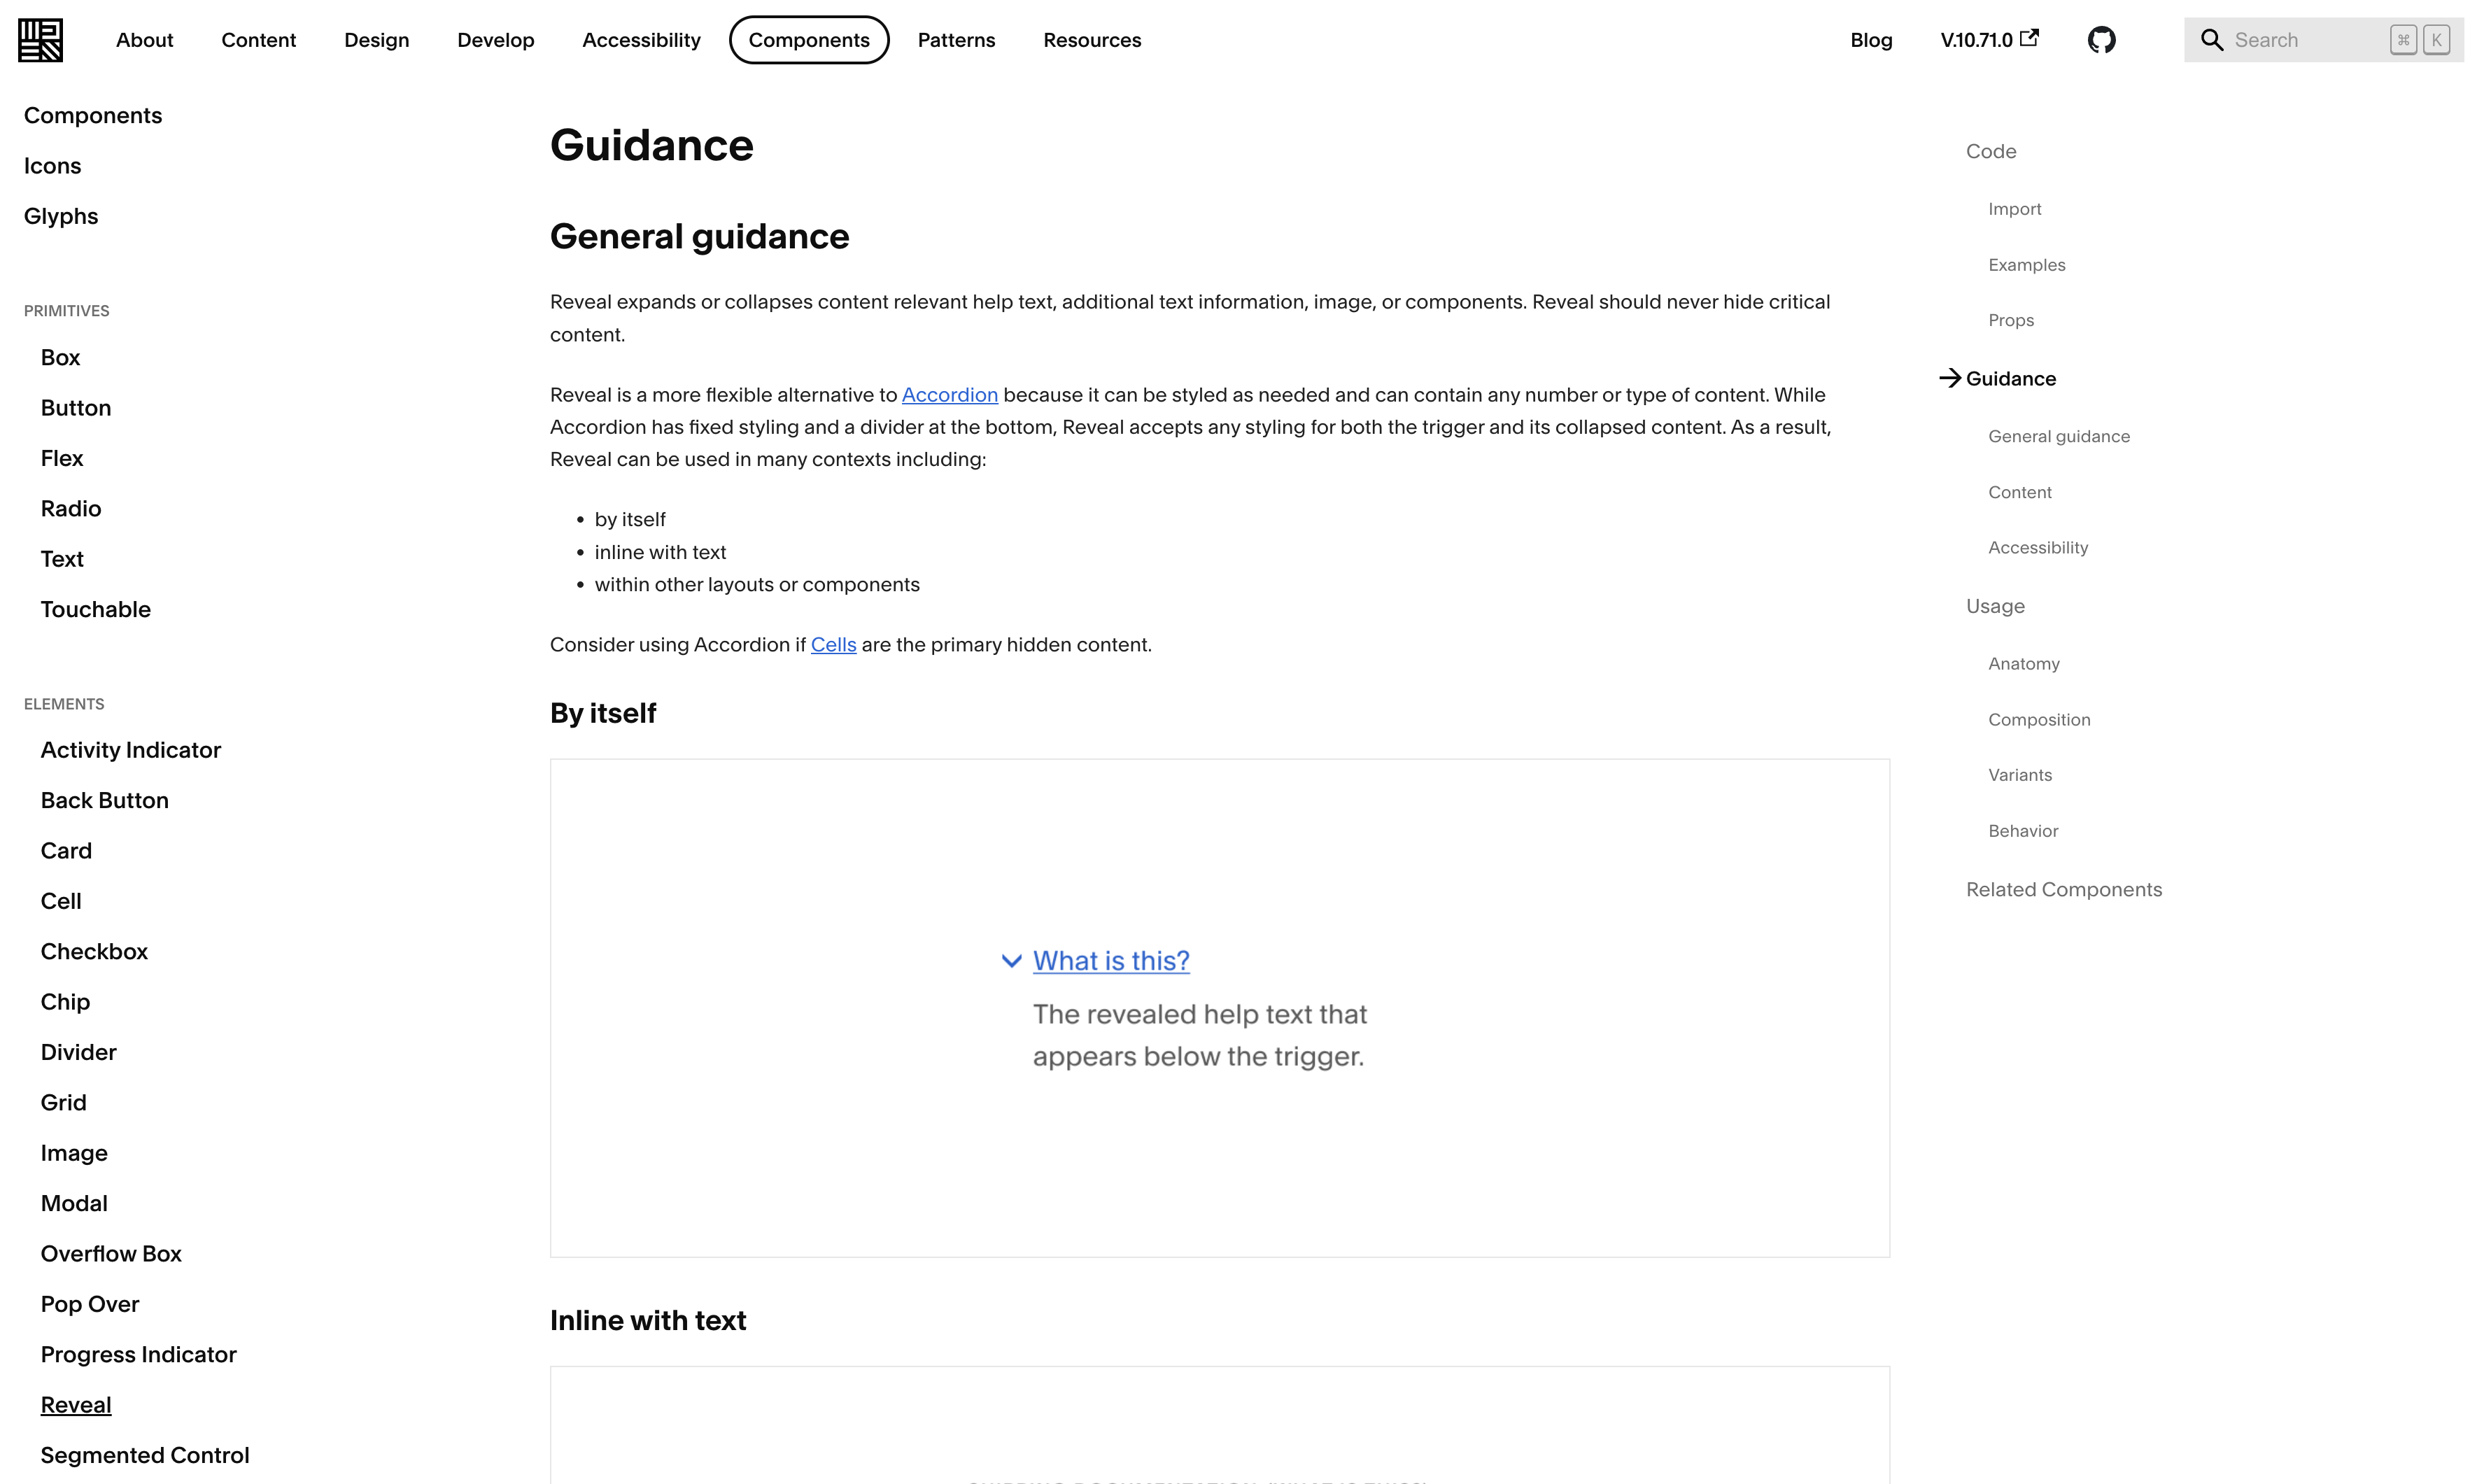 About
Content
Design
Develop
Accessibility
Components
Patterns
Resources
Blog
V.10.71.0
Search
⌘ K
Components
Icons
Glyphs
PRIMITIVES
Box
Button
Flex
Radio
Text
Touchable
ELEMENTS
Activity Indicator
Back Button
Card
Cell
Checkbox
Chip
Divider
Grid
Image
Modal
Overflow Box
Pop Over
Progress Indicator
Reveal
Segmented Control
Guidance
General guidance
Reveal expands or collapses content relevant help text, additional text information, image, or components. Reveal should never hide critical
content.
Reveal is a more flexible alternative to Accordion because it can be styled as needed and can contain any number or type of content. While
Accordion has fixed styling and a divider at the bottom, Reveal accepts any styling for both the trigger and its collapsed content. As a result,
Reveal can be used in many contexts including:
• by itself
• inline with text
• within other layouts or components
Consider using Accordion if Cells are the primary hidden content.
By itself
What is this?
The revealed help text that
appears below the trigger.
Inline with text
Code
Import
Examples
Props
Guidance
General guidance
Content
Accessibility
Usage
Anatomy
Composition
Variants
Behavior
Related Components